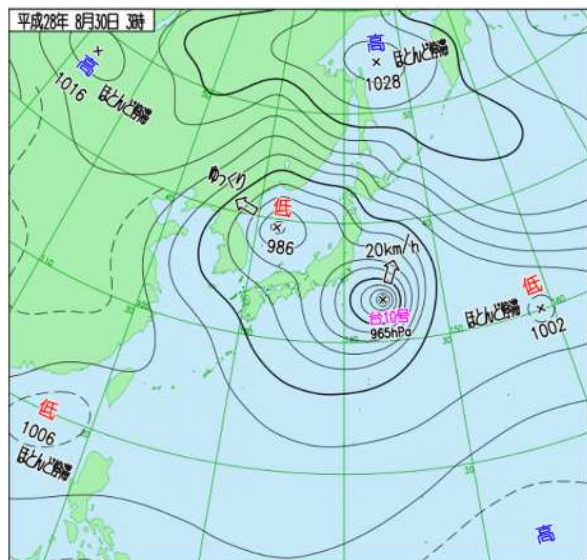 平成28年 8月30日 3時
高
1016
ほとんど停滞
高
1028
ほとんど停滞
ゆっくり
低
986
20km/h
台10号
965hPa
低
1002
ほとんど停滞
低
1006
ほとんど停滞
高